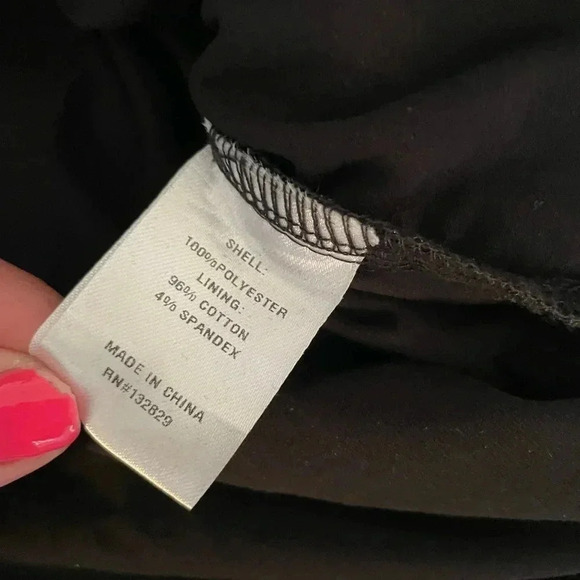 SHELL:
100%POLYESTER
LINING:
96% COTTON
4% SPANDEX
MADE IN CHINA
RN#132829